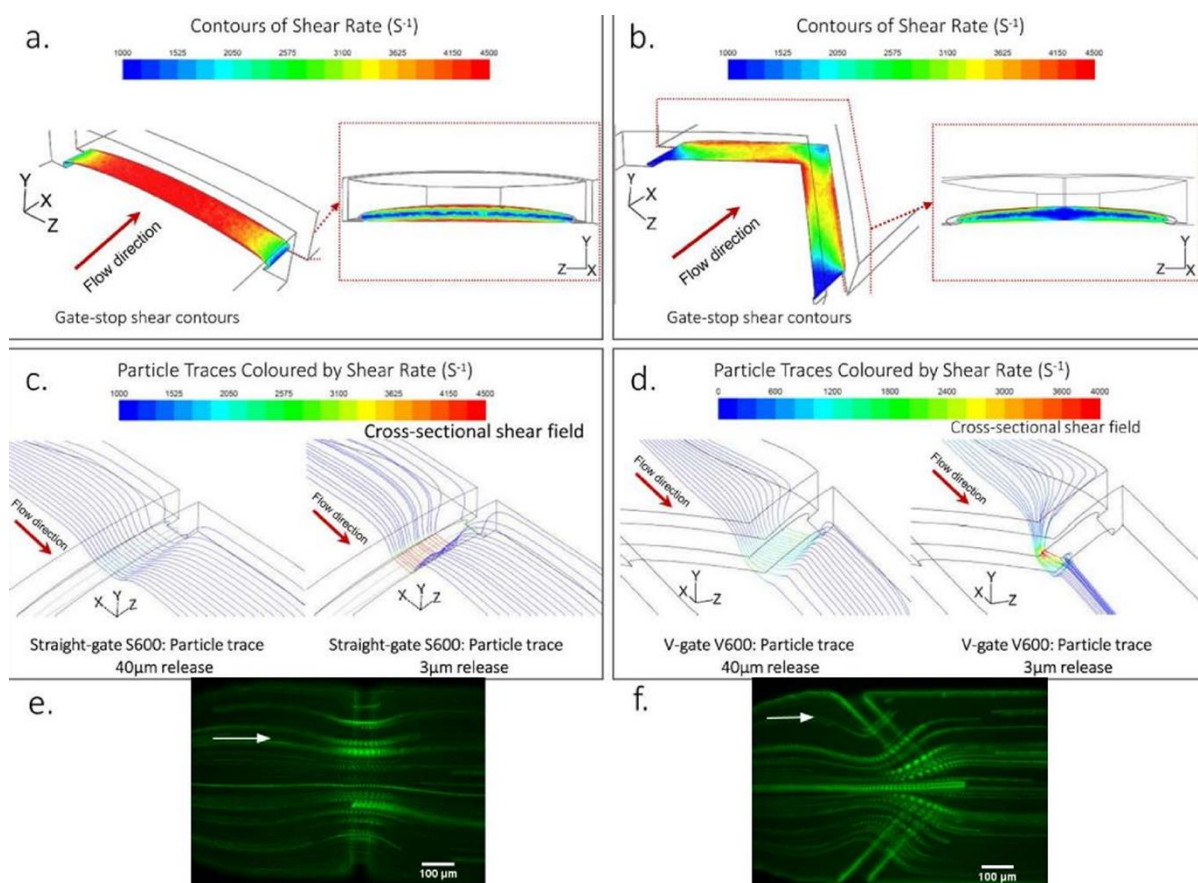 a.
Contours of Shear Rate (S⁻¹)
1000 1525 2050 2575 3100 3625 4150 4500
Y
X
Z
Flow direction
Y
Z
X
Gate-stop shear contours
b.
Contours of Shear Rate (S⁻¹)
1000 1525 2050 2575 3100 3625 4150 4500
Y
X
Z
Flow direction
Y
Z
X
Gate-stop shear contours
c.
Particle Traces Coloured by Shear Rate (S⁻¹)
1000 1525 2050 2575 3100 3625 4150 4500
Cross-sectional shear field
Flow direction
X Y Z
Flow direction
X Y Z
Straight-gate S600: Particle trace
40μm release
Straight-gate S600: Particle trace
3μm release
d.
Particle Traces Coloured by Shear Rate (S⁻¹)
0 600 1200 1800 2400 3000 4000
Cross-sectional shear field
Flow direction
X Y Z
Flow direction
X Y Z
V-gate V600: Particle trace
40μm release
V-gate V600: Particle trace
3μm release
e.
100 μm
f.
100 μm